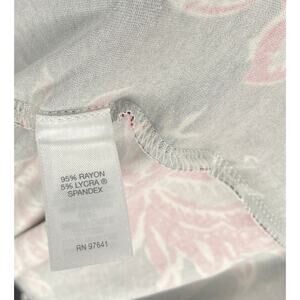 95% RAYON
5% LYCRA ®
SPANDEX
RN 97641